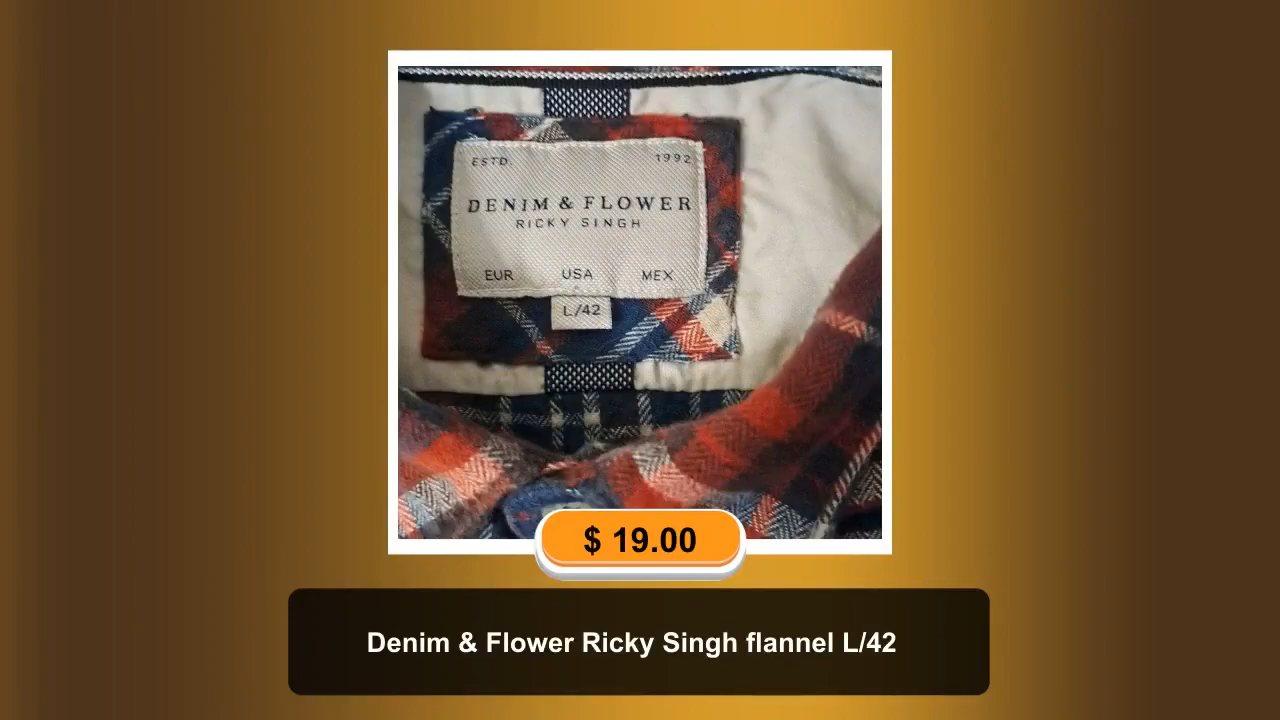 ESTD. 1992
DENIM & FLOWER
RICKY SINGH
EUR USA MEX
L/42
$ 19.00
Denim & Flower Ricky Singh flannel L/42